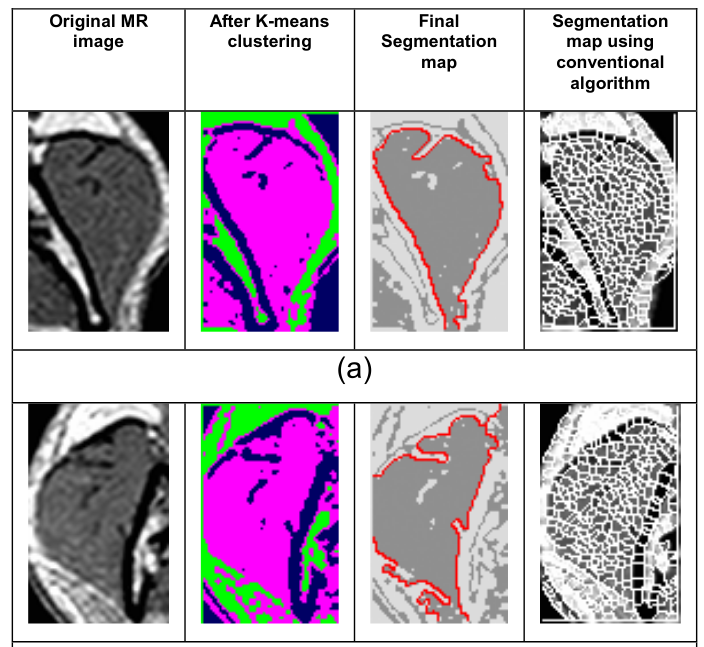 Original MR
image
After K-means
clustering
Final
Segmentation
map
Segmentation
map using
conventional
algorithm
(a)